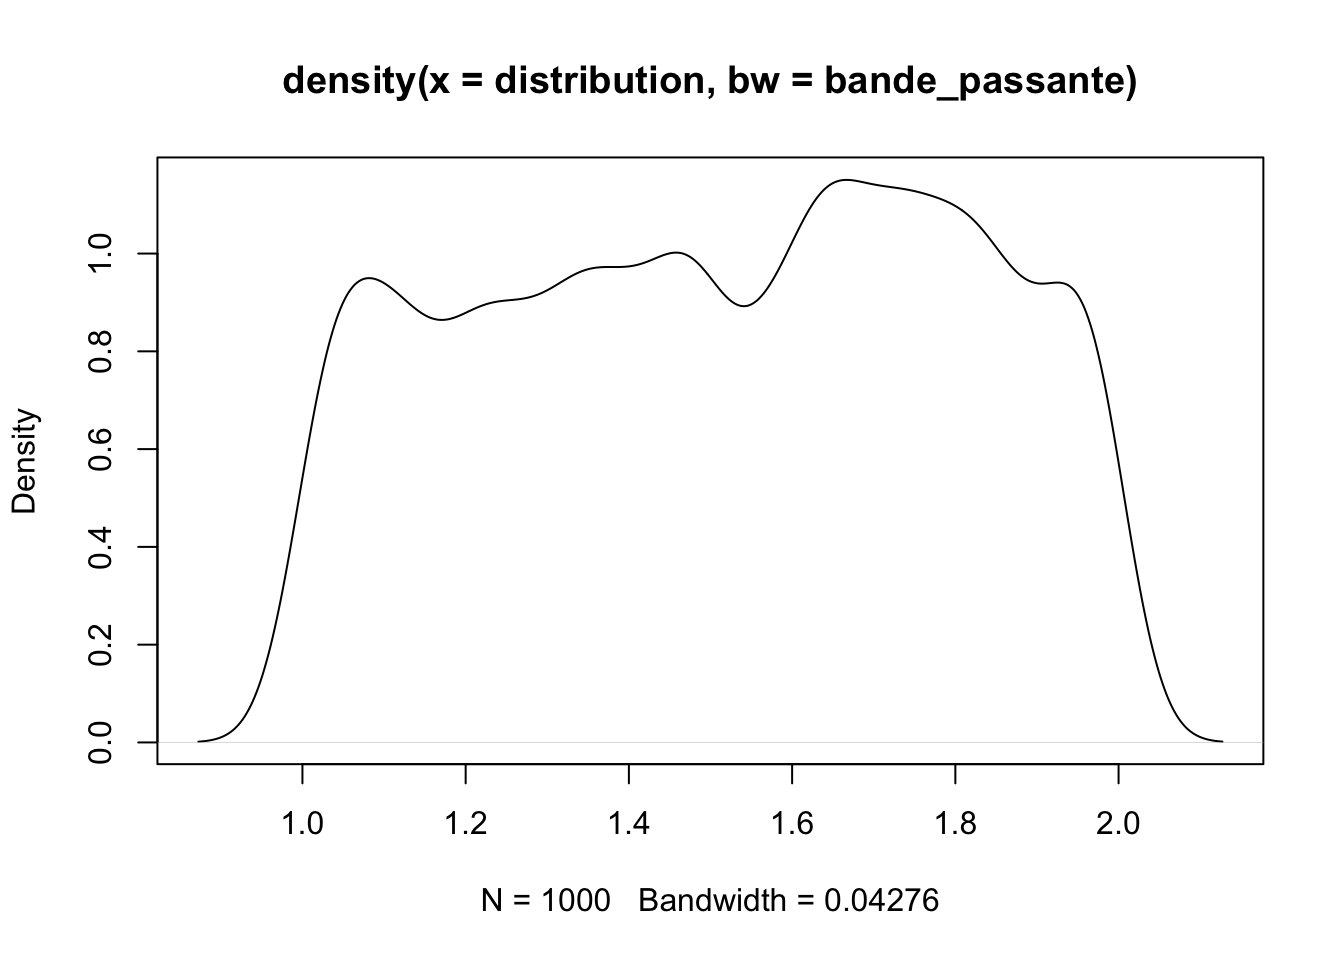 density(x = distribution, bw = bande_passante)
Density
1.0
0.8
0.6
0.4
0.2
0.0
1.0 1.2 1.4 1.6 1.8 2.0
N = 1000 Bandwidth = 0.04276